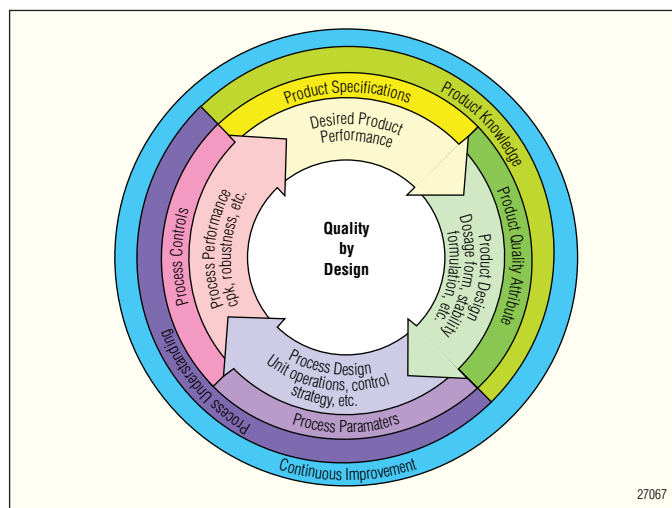 Product Specifications
Product Knowledge
Desired Product
Performance
Process Controls
Process Performance
cpk, robustness, etc.
Quality
by
Design
Product Design
Dosage form, stability
formulation, etc.
Product Quality Attribute
Process Design
Unit operations, control
strategy, etc.
Process Paramaters
Process Understanding
Continuous Improvement
27067